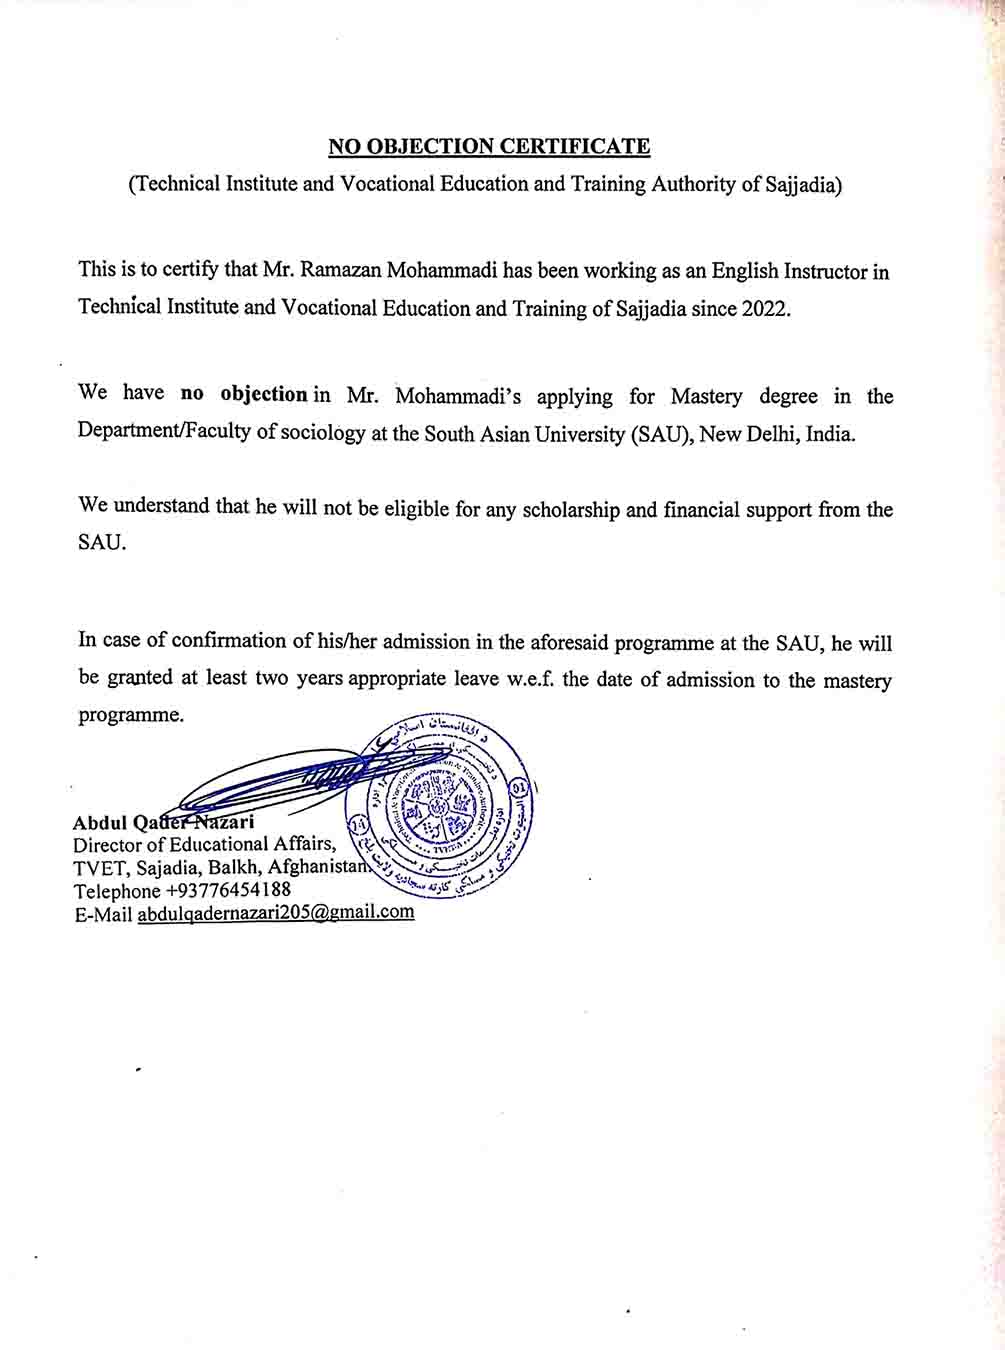 NO OBJECTION CERTIFICATE
(Technical Institute and Vocational Education and Training Authority of Sajjadia)
This is to certify that Mr. Ramazan Mohammadi has been working as an English Instructor in
Technical Institute and Vocational Education and Training of Sajjadia since 2022.
We have no objection in Mr. Mohammadi's applying for Mastery degree in the
Department/Faculty of sociology at the South Asian University (SAU), New Delhi, India.
We understand that he will not be eligible for any scholarship and financial support from the
SAU.
In case of confirmation of his/her admission in the aforesaid programme at the SAU, he will
be granted at least two years appropriate leave w.e.f. the date of admission to the mastery
programme.
د افغانستان اسلامي
Abdul Qader Nazari
Director of Educational Affairs,
TVET, Sajadia, Balkh, Afghanistan.
Telephone +93776454188
E-Mail abdulqadernazari205@gmail.com